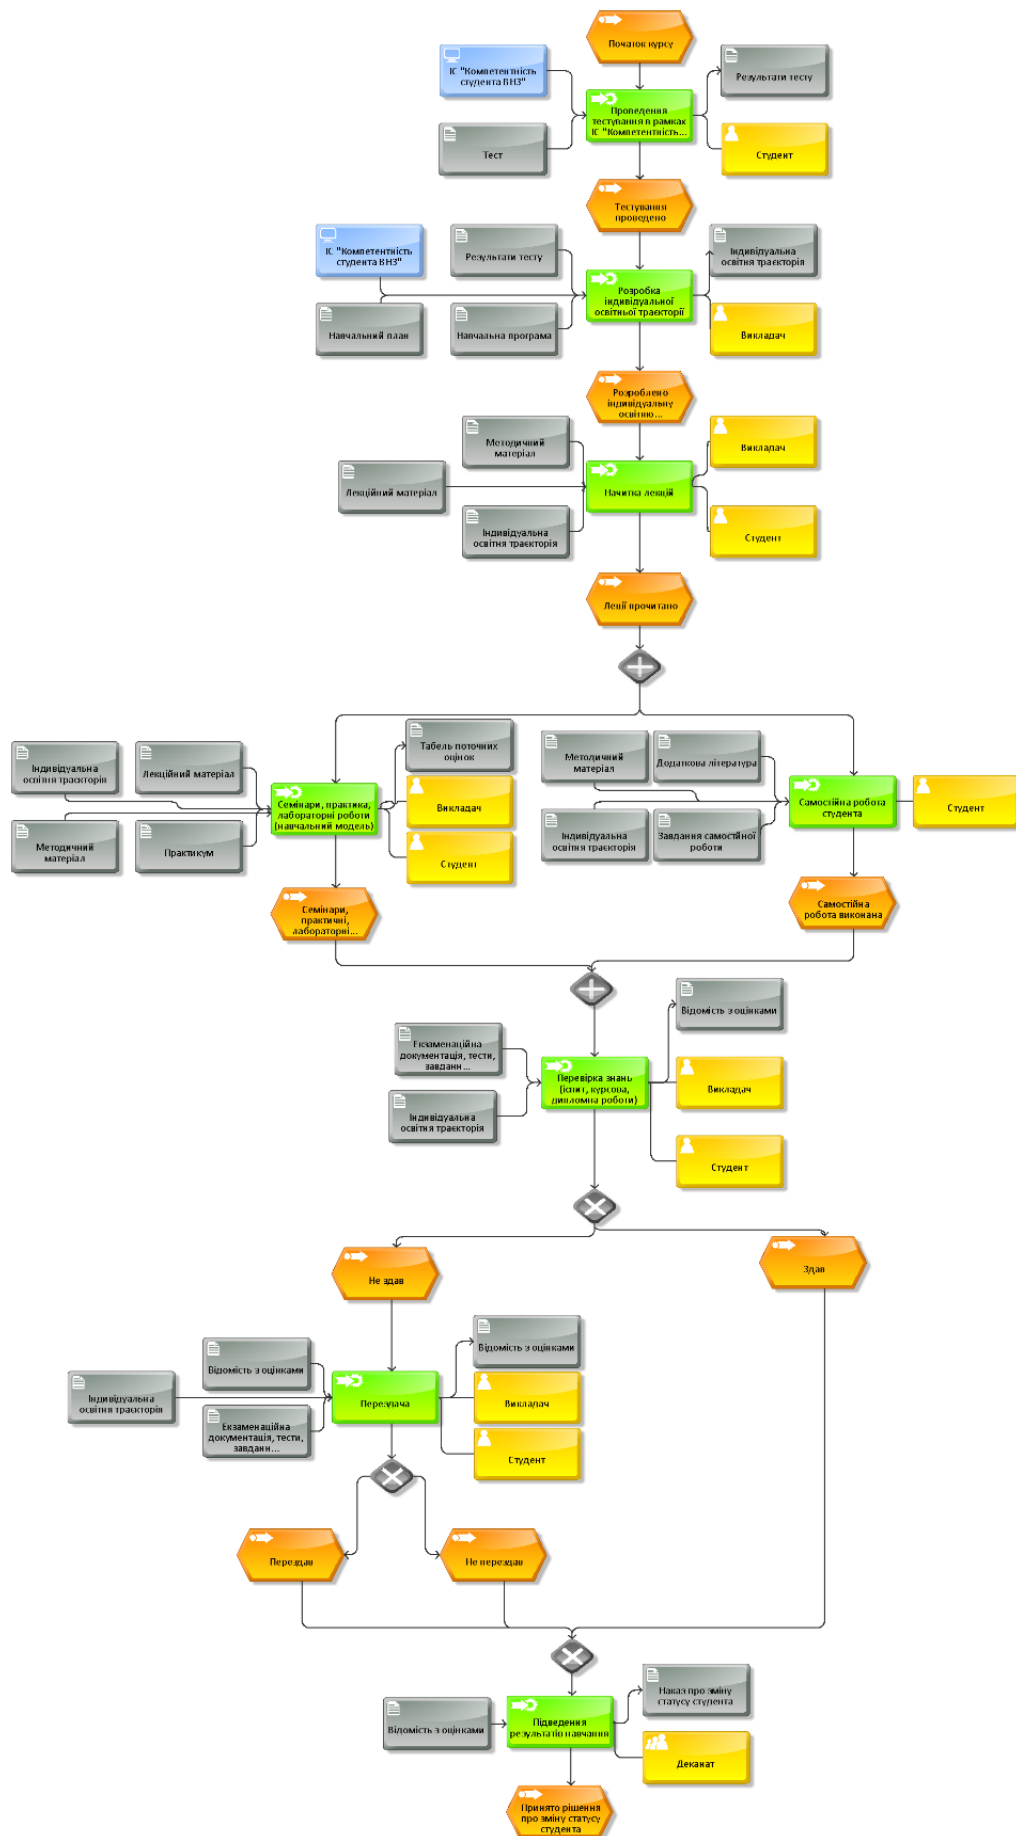 Початок курсу
ІС "Компетентність
студента ВНЗ"
Результати тесту
Проведення
тестування в рамках
ІС "Компетентність...
Тест
Студент
Тестування
проведено
ІС "Компетентність
студента ВНЗ"
Результати тесту
Індивідуальна
освітня траєкторія
Розробка
індивідуальної
освітньої траєкторії
Навчальний план
Навчальна програма
Викладач
Розроблено
індивідуальну
освітню...
Методичний
матеріал
Викладач
Лекційний матеріал
Начитка лекцій
Індивідуальна
освітня траєкторія
Студент
Леції прочитано
Індивідуальна
освітня траєкторія
Лекційний матеріал
Табель поточних
оцінок
Методичний
матеріал
Додаткова література
Семінари, практика,
лабораторні роботи
(навчальний модель)
Викладач
Самостійна робота
студента
Студент
Методичний
матеріал
Практикум
Студент
Індивідуальна
освітня траєкторія
Завдання самостійної
роботи
Семінари,
практичні,
лабораторні...
Самостійна
робота виконана
Відомість з оцінками
Екзаменаційна
документація, тести,
завданн...
Перевірка знань
(іспит, курсова,
дипломна роботи)
Викладач
Індивідуальна
освітня траєкторія
Студент
Не здав
Здав
Відомість з оцінками
Відомість з оцінками
Індивідуальна
освітня траєкторія
Перездача
Викладач
Екзаменаційна
документація, тести,
завданн...
Студент
Перездав
Не перездав
Наказ про зміну
статусу студента
Відомість з оцінками
Підведення
результатів навчання
Деканат
Принято рішення
про зміну статусу
студента